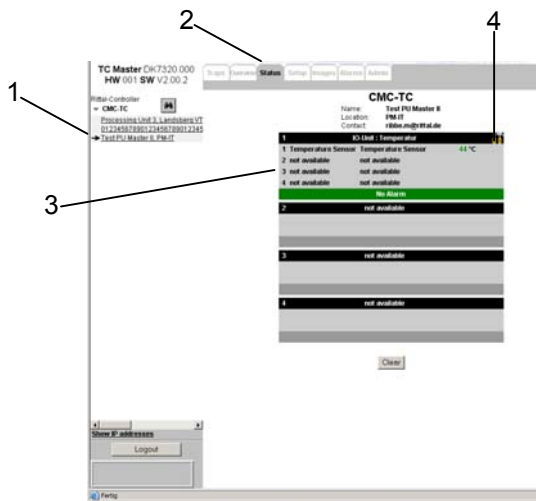 2
4
TC Master DK7320.000
HW 001 SW V2.00.2
Scope Overview Status Setup Images Alarms Admin
1
Rittal-Controller
CMC-TC
Processing Unit 3, Landsberg VT
01234567890123456789012345
Test PU Master II, PM-IT
CMC-TC
Name: Test PU Master II
Location: PM-IT
Contact: ribbe.m@rittal.de
1 IO-Unit : Temperatur
1 Temperature Sensor Temperature Sensor 44 °C
2 not available not available
3
3 not available not available
4 not available not available
No Alarm
2 not available
3 not available
4 not available
Clear
Show IP addresses
Logout
Fertig